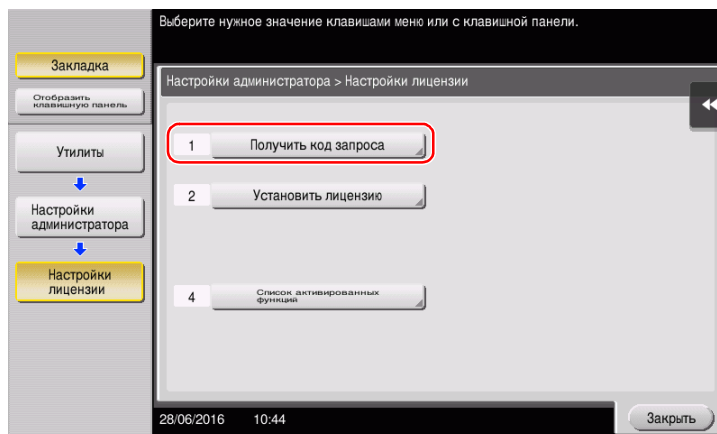 Выберите нужное значение клавишами меню или с клавишной панели.
Закладка
Отобразить
клавишную панель
Утилиты
Настройки
администратора
Настройки
лицензии
Настройки администратора > Настройки лицензии
1 Получить код запроса
2 Установить лицензию
4 Список активированных
функций
28/06/2016 10:44
Закрыть